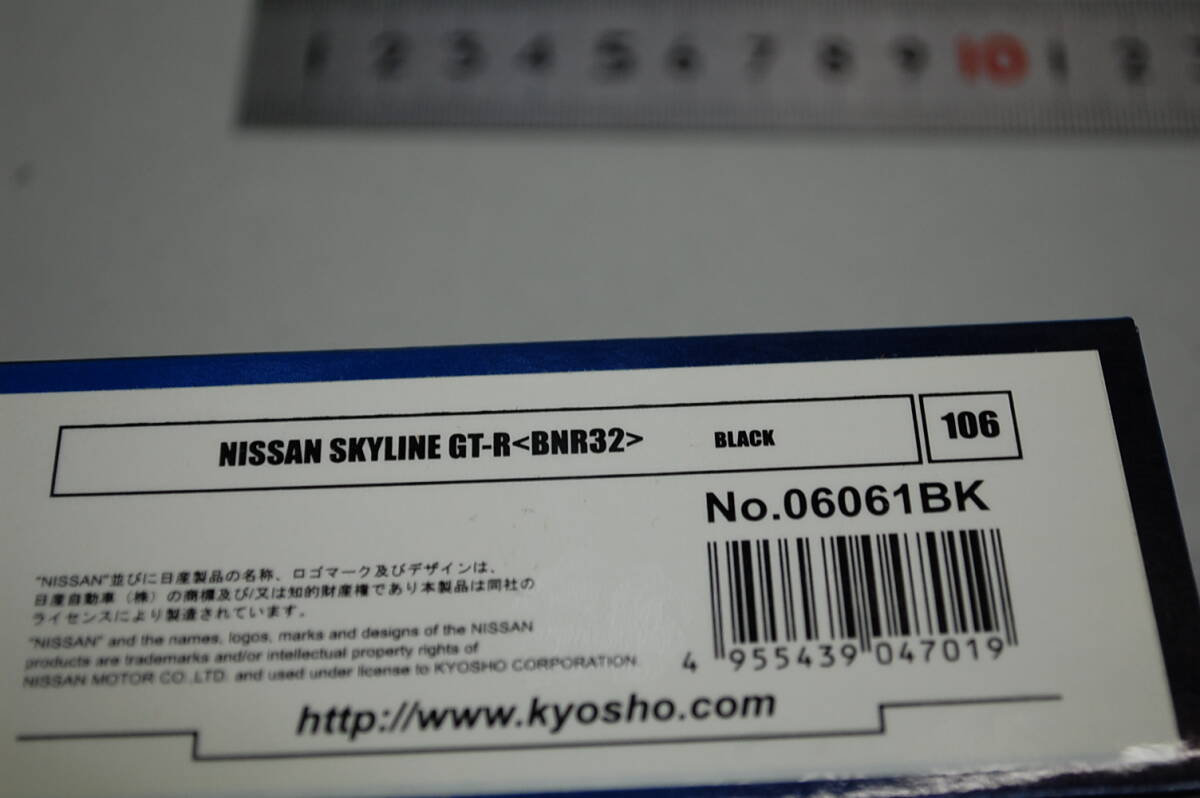 1 2 3 4 5 6 7 8 9 10 1 2
NISSAN SKYLINE GT-R<BNR32> BLACK 106
No.06061BK
"NISSAN"並びに日産製品の名称、ロゴマーク及びデザインは、
日産自動車(株)の商標及び/又は知的財産権であり本製品は同社の
ライセンスにより製造されています。
"NISSAN" and the names, logos, marks and designs of the NISSAN
products are trademarks and/or intellectual property rights of
NISSAN MOTOR CO.,LTD. and used under license to KYOSHO CORPORATION.
4 955439 047019
http://www.kyosho.com